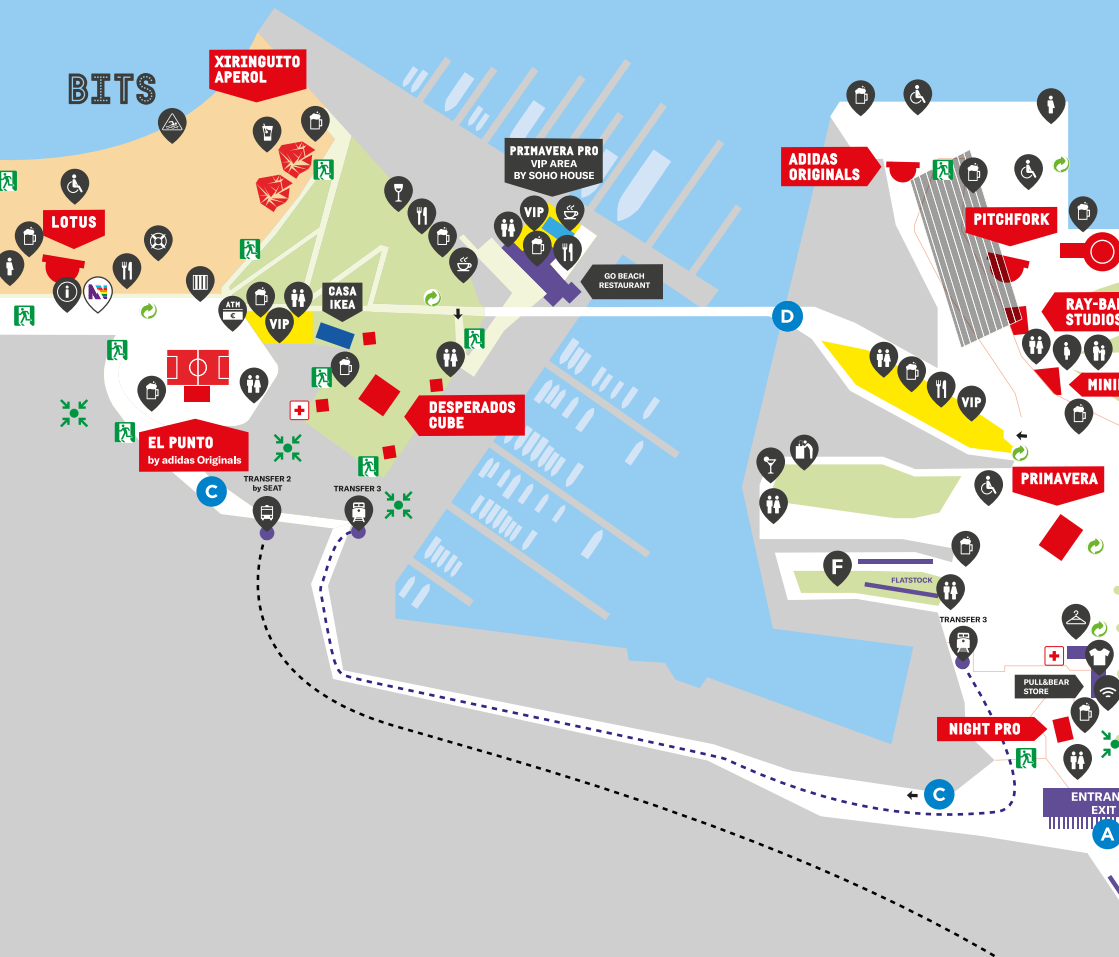 BITS
XIRINGUITO
APEROL
PRIMAVERA PRO
VIP AREA
BY SOHO HOUSE
VIP
ADIDAS
ORIGINALS
PITCHFORK
LOTUS
i
GO BEACH
RESTAURANT
ATM
€
VIP
CASA
IKEA
D
RAY-BAN
STUDIOS
VIP
MINI
DESPERADOS
CUBE
EL PUNTO
by adidas Originals
C
TRANSFER 2
by SEAT
TRANSFER 3
PRIMAVERA
F
FLATSTOCK
TRANSFER 3
PULL&BEAR
STORE
NIGHT PRO
C
ENTRAN
EXIT
A